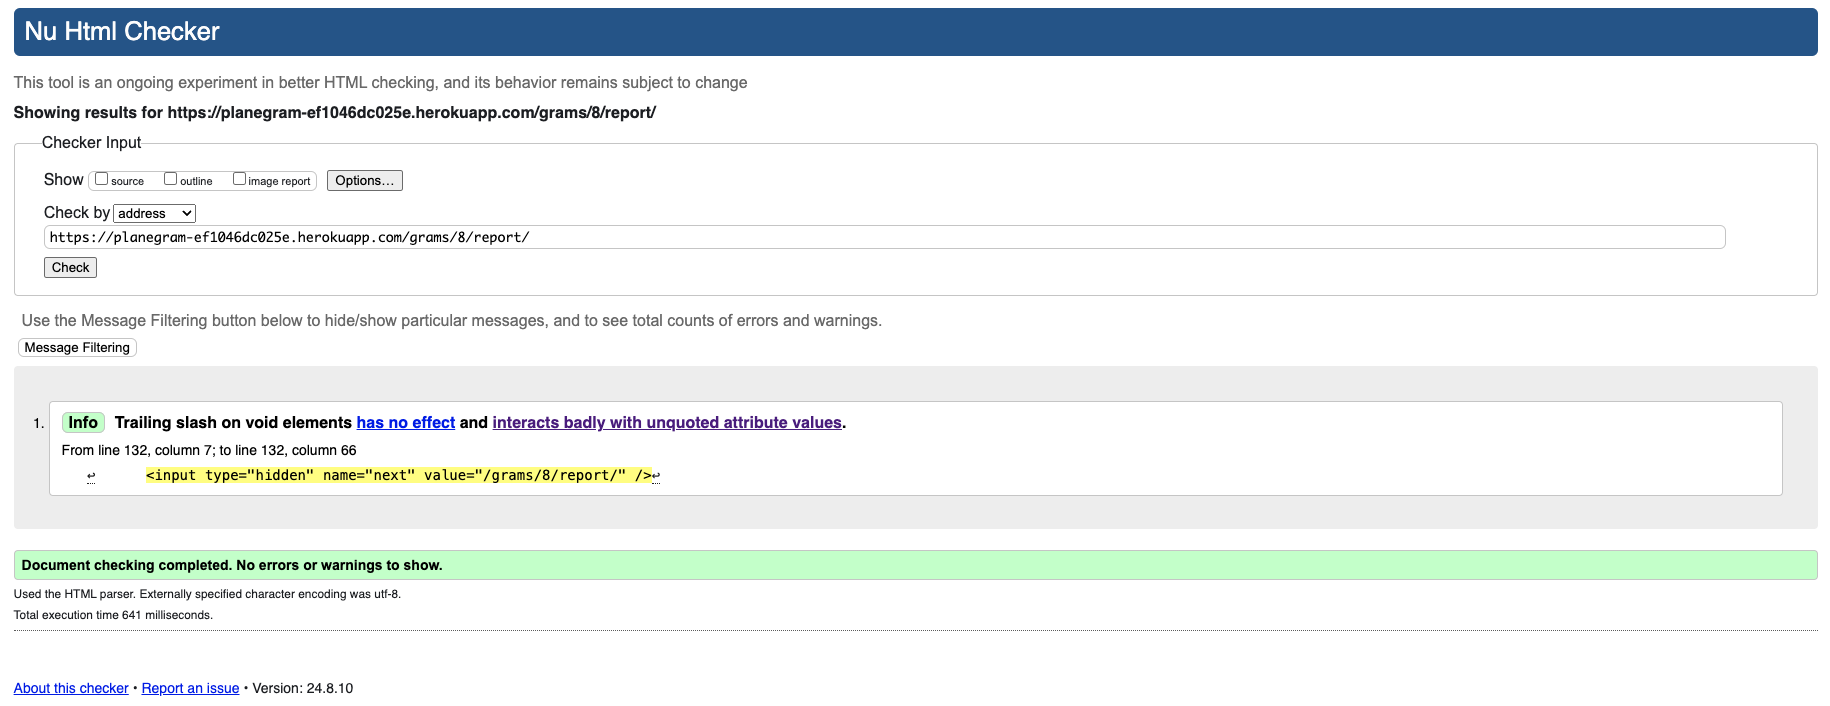 Nu Html Checker
This tool is an ongoing experiment in better HTML checking, and its behavior remains subject to change
Showing results for https://planegram-ef1046dc025e.herokuapp.com/grams/8/report/
Checker Input
Show source outline image report Options...
Check by address
https://planegram-ef1046dc025e.herokuapp.com/grams/8/report/
Check
Use the Message Filtering button below to hide/show particular messages, and to see total counts of errors and warnings.
Message Filtering
1. Info Trailing slash on void elements has no effect and interacts badly with unquoted attribute values.
From line 132, column 7; to line 132, column 66
↩ <input type="hidden" name="next" value="/grams/8/report/" />↩
Document checking completed. No errors or warnings to show.
Used the HTML parser. Externally specified character encoding was utf-8.
Total execution time 641 milliseconds.
About this checker • Report an issue • Version: 24.8.10